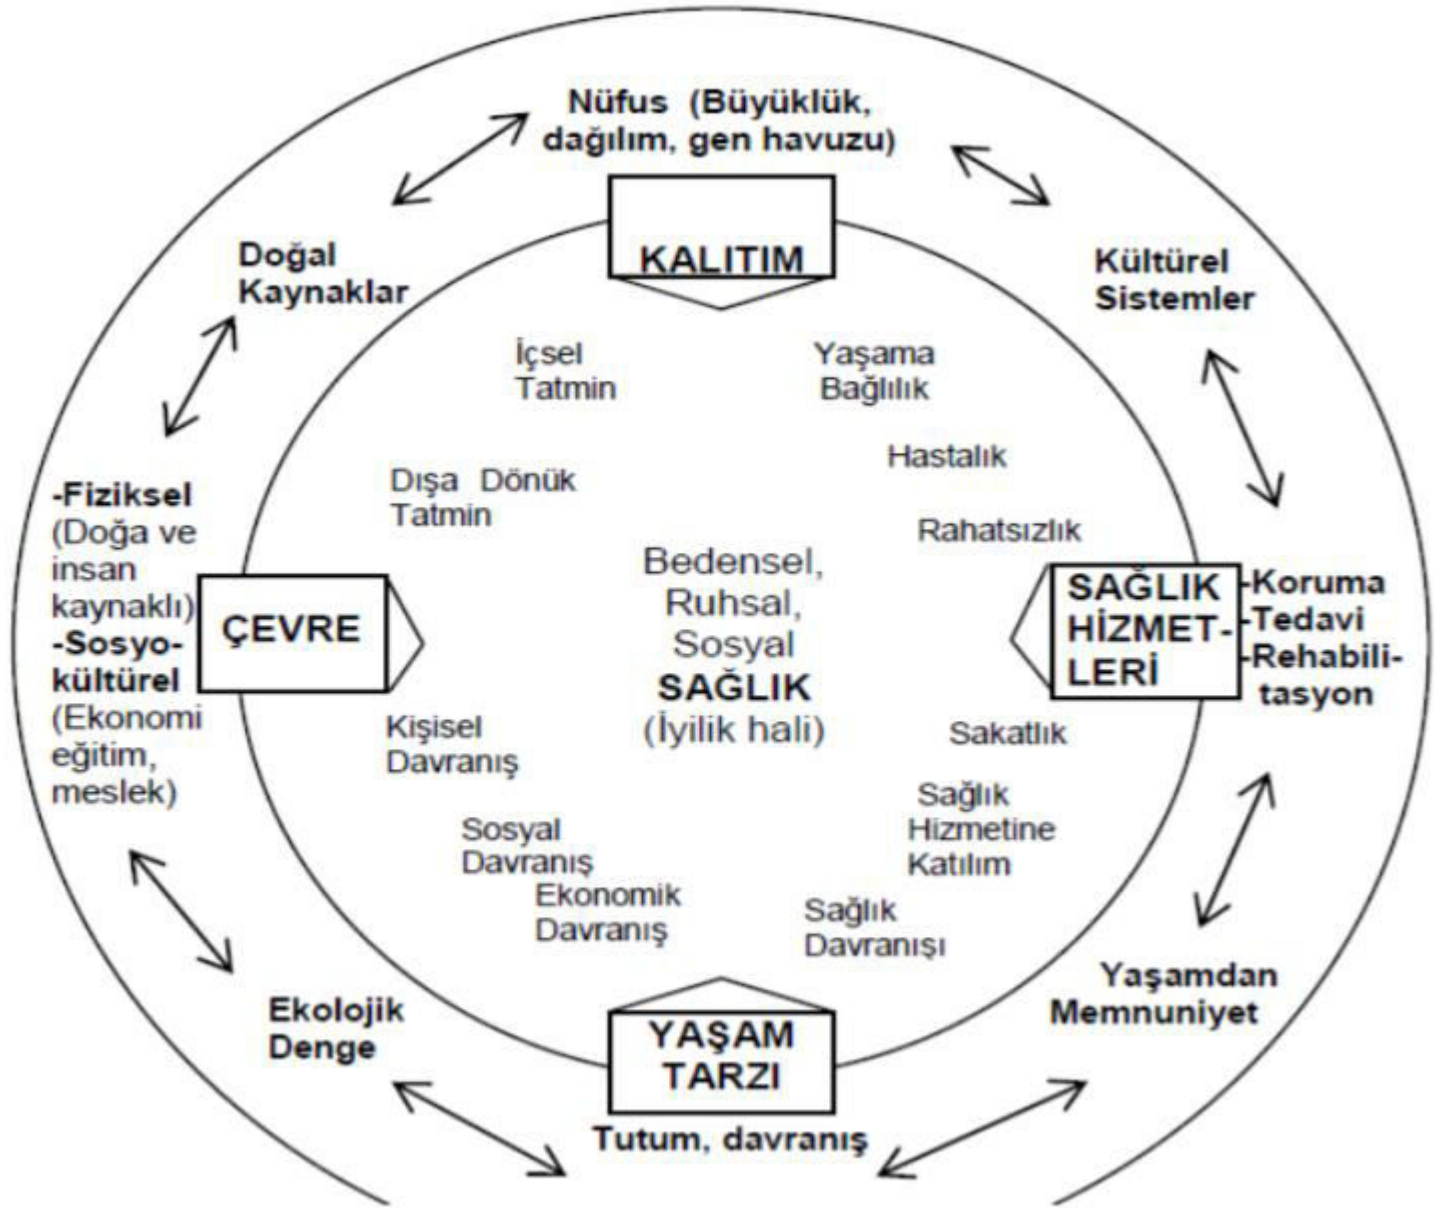 Nüfus (Büyüklük,
dağılım, gen havuzu)
KALITIM
Doğal
Kaynaklar
Kültürel
Sistemler
İçsel
Tatmin
Yaşama
Bağlılık
Hastalık
Dışa Dönük
Tatmin
Rahatsızlık
-Fiziksel
(Doğa ve
insan
kaynaklı)
-Sosyo-
kültürel
(Ekonomi
eğitim,
meslek)
ÇEVRE
Bedensel,
Ruhsal,
Sosyal
SAĞLIK
(İyilik hali)
SAĞLIK
HİZMET-
LERİ
-Koruma
-Tedavi
-Rehabili-
tasyon
Kişisel
Davranış
Sakatlık
Sosyal
Davranış
Sağlık
Hizmetine
Katılım
Ekonomik
Davranış
Sağlık
Davranışı
Ekolojik
Denge
Yaşamdan
Memnuniyet
YAŞAM
TARZI
Tutum, davranış